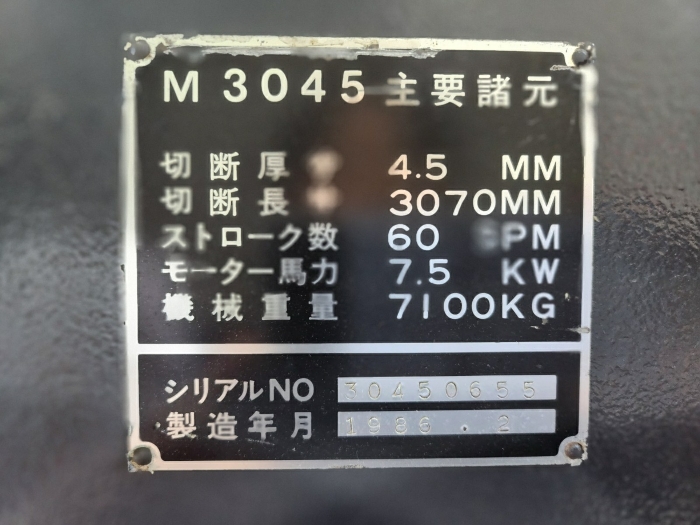 M 3045 主要諸元
切断厚 4.5 MM
切断長 3070MM
ストローク数 60 PM
モーター馬力 7.5 KW
機械重量 7100KG
シリアルNO 30450655
製造年月 1986.2